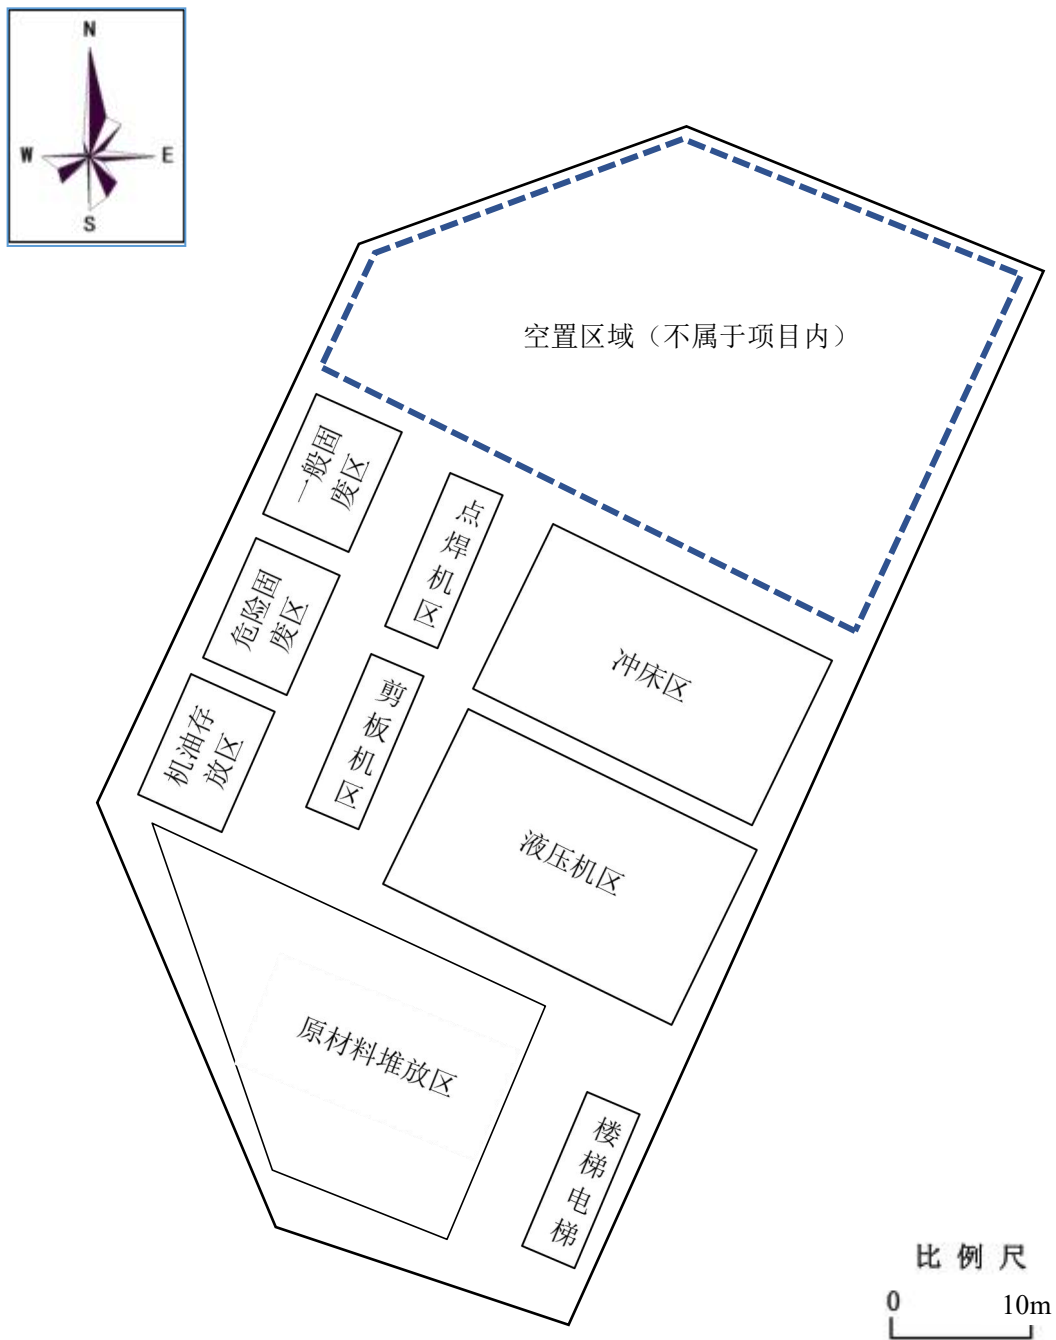 N
W
E
S
空置区域（不属于项目内）
一般固
废区
点焊机区
危险固
废区
冲床区
剪板机区
机油存
放区
液压机区
原材料堆放区
楼梯电梯
比例尺
0
10m